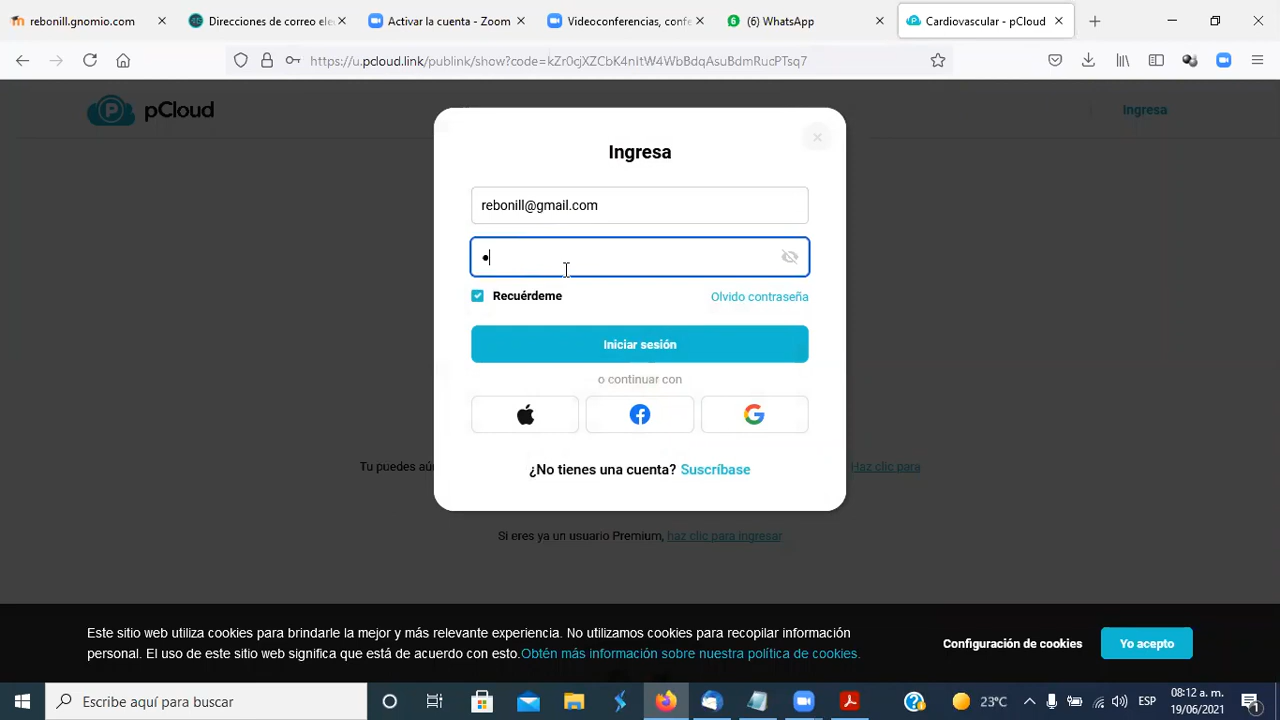 rebonill.gnomio.com
Direcciones de correo ele
Activar la cuenta - Zoom
Videoconferencias, confe
(6) WhatsApp
Cardiovascular - pCloud
https://u.pcloud.link/publink/show?code=kZr0cjXZCbK4nItW4WbBdqAsuBdmRucPTsq7
pCloud
Ingresa
Ingresa
rebonill@gmail.com
Recuérdeme
Olvido contraseña
Iniciar sesión
o continuar con
¿No tienes una cuenta? Suscríbase
Tu puedes aún
Haz clic para
Si eres ya un usuario Premium, haz clic para ingresar
Este sitio web utiliza cookies para brindarle la mejor y más relevante experiencia. No utilizamos cookies para recopilar información
personal. El uso de este sitio web significa que está de acuerdo con esto.Obtén más información sobre nuestra política de cookies.
Configuración de cookies
Yo acepto
Escribe aquí para buscar
23°C
ESP
08:12 a. m.
19/06/2021
1